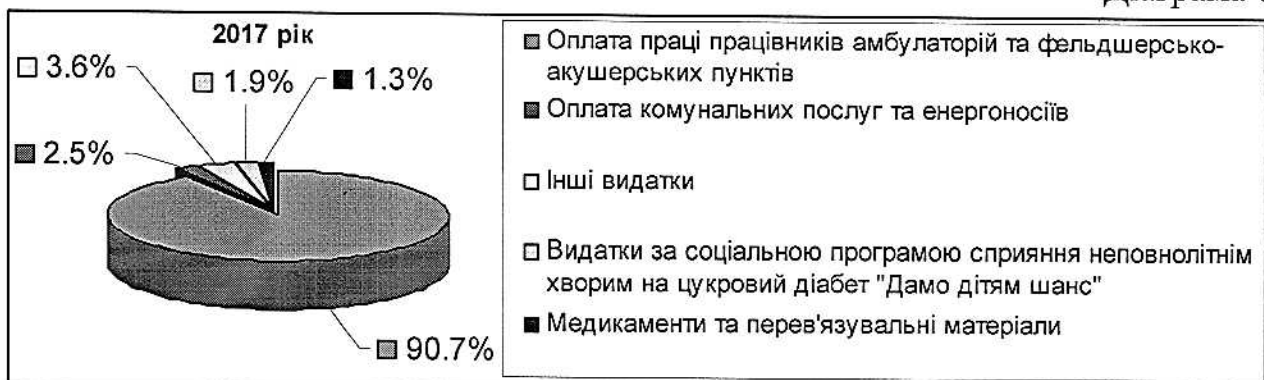 2017 рік
3.6%
1.9%
1.3%
2.5%
90.7%
Оплата праці працівників амбулаторій та фельдшерсько-
акушерських пунктів
Оплата комунальних послуг та енергоносіїв
Інші видатки
Видатки за соціальною програмою сприяння неповнолітнім
хворим на цукровий діабет "Дамо дітям шанс"
Медикаменти та перев'язувальні матеріали